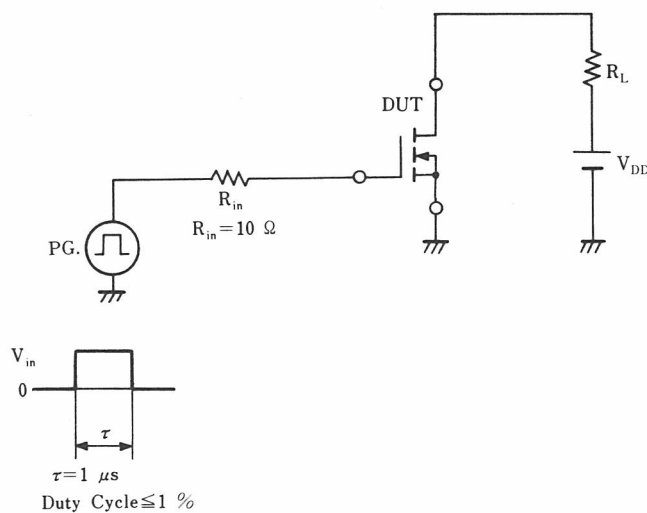 R_L
DUT
V_DD
R_in
R_in=10 Ω
PG.
V_in
0
τ
τ=1 μs
Duty Cycle≦1 %